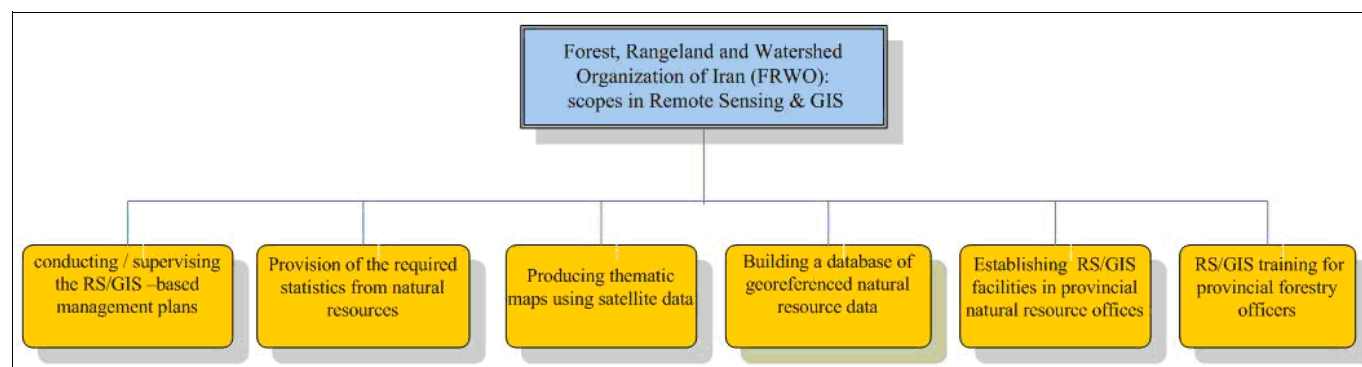 Forest, Rangeland and Watershed
Organization of Iran (FRWO):
scopes in Remote Sensing & GIS
conducting / supervising
the RS/GIS –based
management plans
Provision of the required
statistics from natural
resources
Producing thematic
maps using satellite data
Building a database of
georeferenced natural
resource data
Establishing RS/GIS
facilities in provincial
natural resource offices
RS/GIS training for
provincial forestry
officers